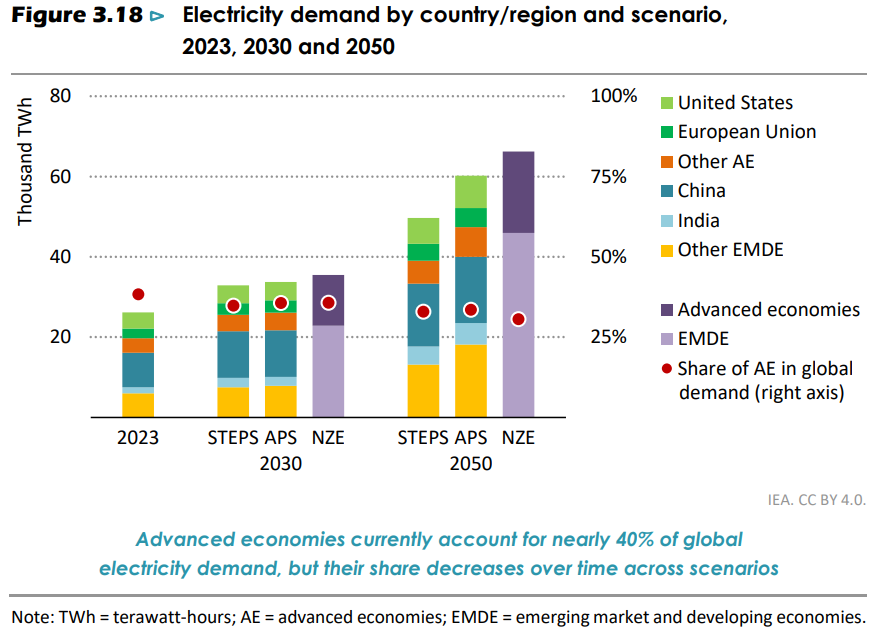 Figure 3.18 ▷ Electricity demand by country/region and scenario,
2023, 2030 and 2050
Thousand TWh
80
60
40
20
100%
75%
50%
25%
2023
STEPS APS NZE
2030
STEPS APS NZE
2050
United States
European Union
Other AE
China
India
Other EMDE
Advanced economies
EMDE
Share of AE in global
demand (right axis)
IEA. CC BY 4.0.
Advanced economies currently account for nearly 40% of global
electricity demand, but their share decreases over time across scenarios
Note: TWh = terawatt-hours; AE = advanced economies; EMDE = emerging market and developing economies.